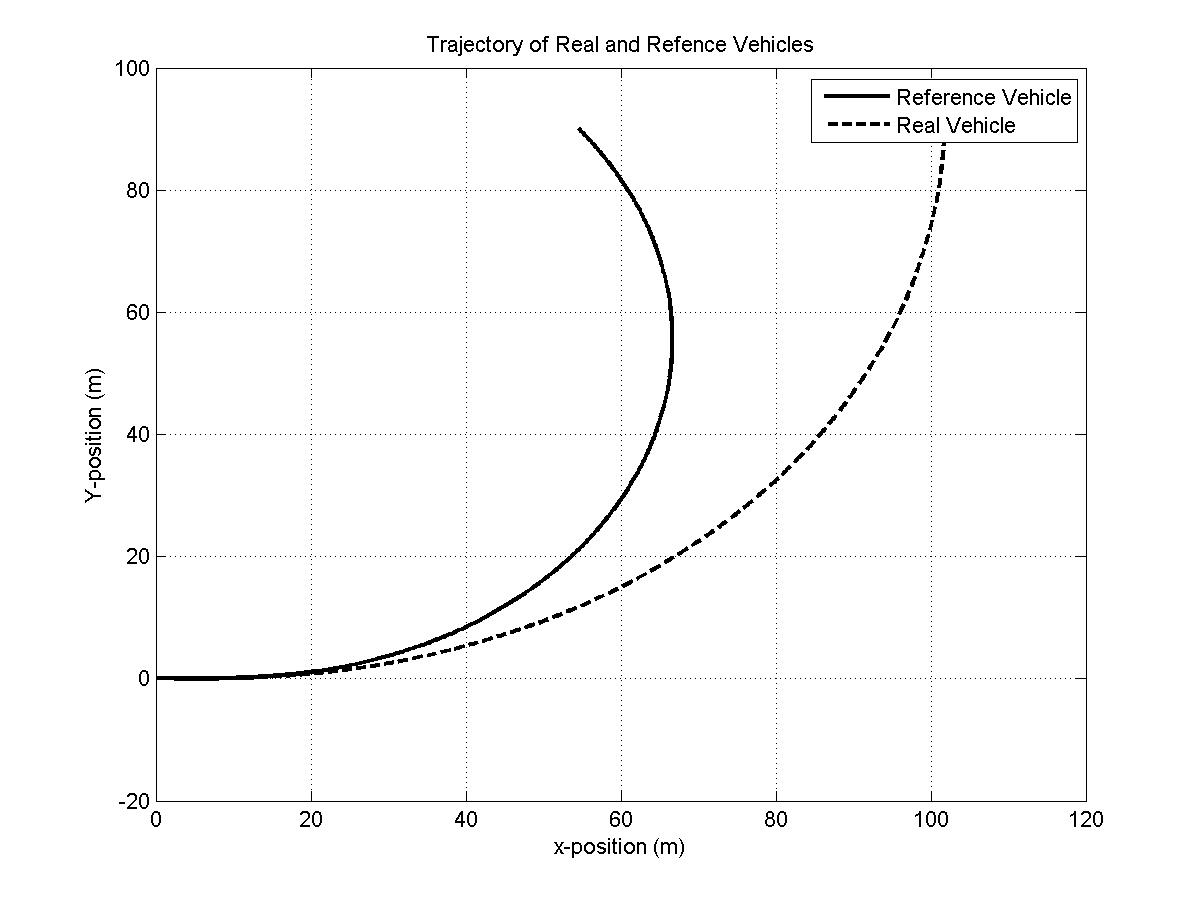 Trajectory of Real and Refence Vehicles
100
Reference Vehicle
Real Vehicle
80
60
40
20
0
-20
Y-position (m)
0 20 40 60 80 100 120
x-position (m)